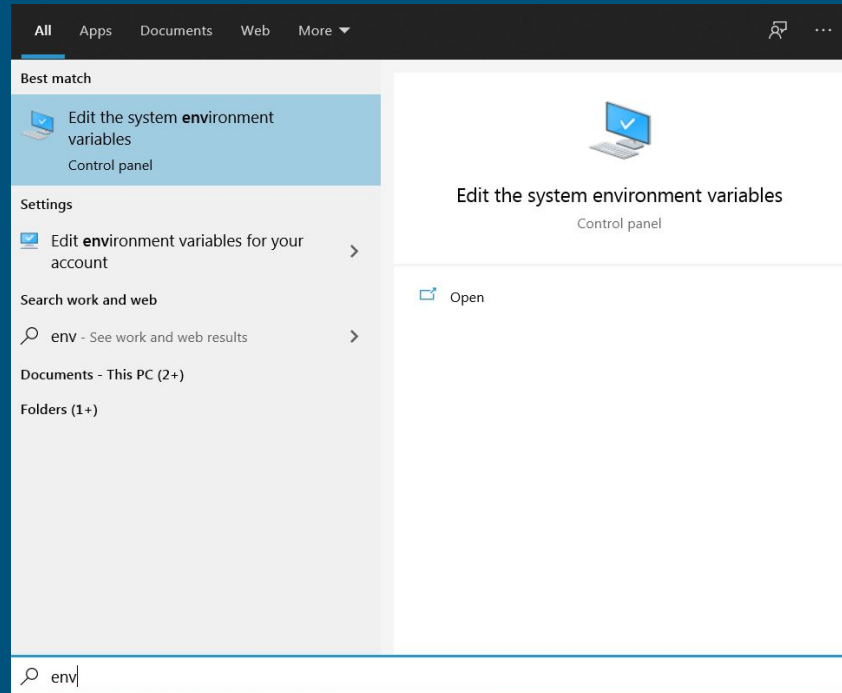 All Apps Documents Web More
Best match
Edit the system environment
variables
Control panel
Settings
Edit environment variables for your
account
Search work and web
env - See work and web results
Documents - This PC (2+)
Folders (1+)
Edit the system environment variables
Control panel
Open
env